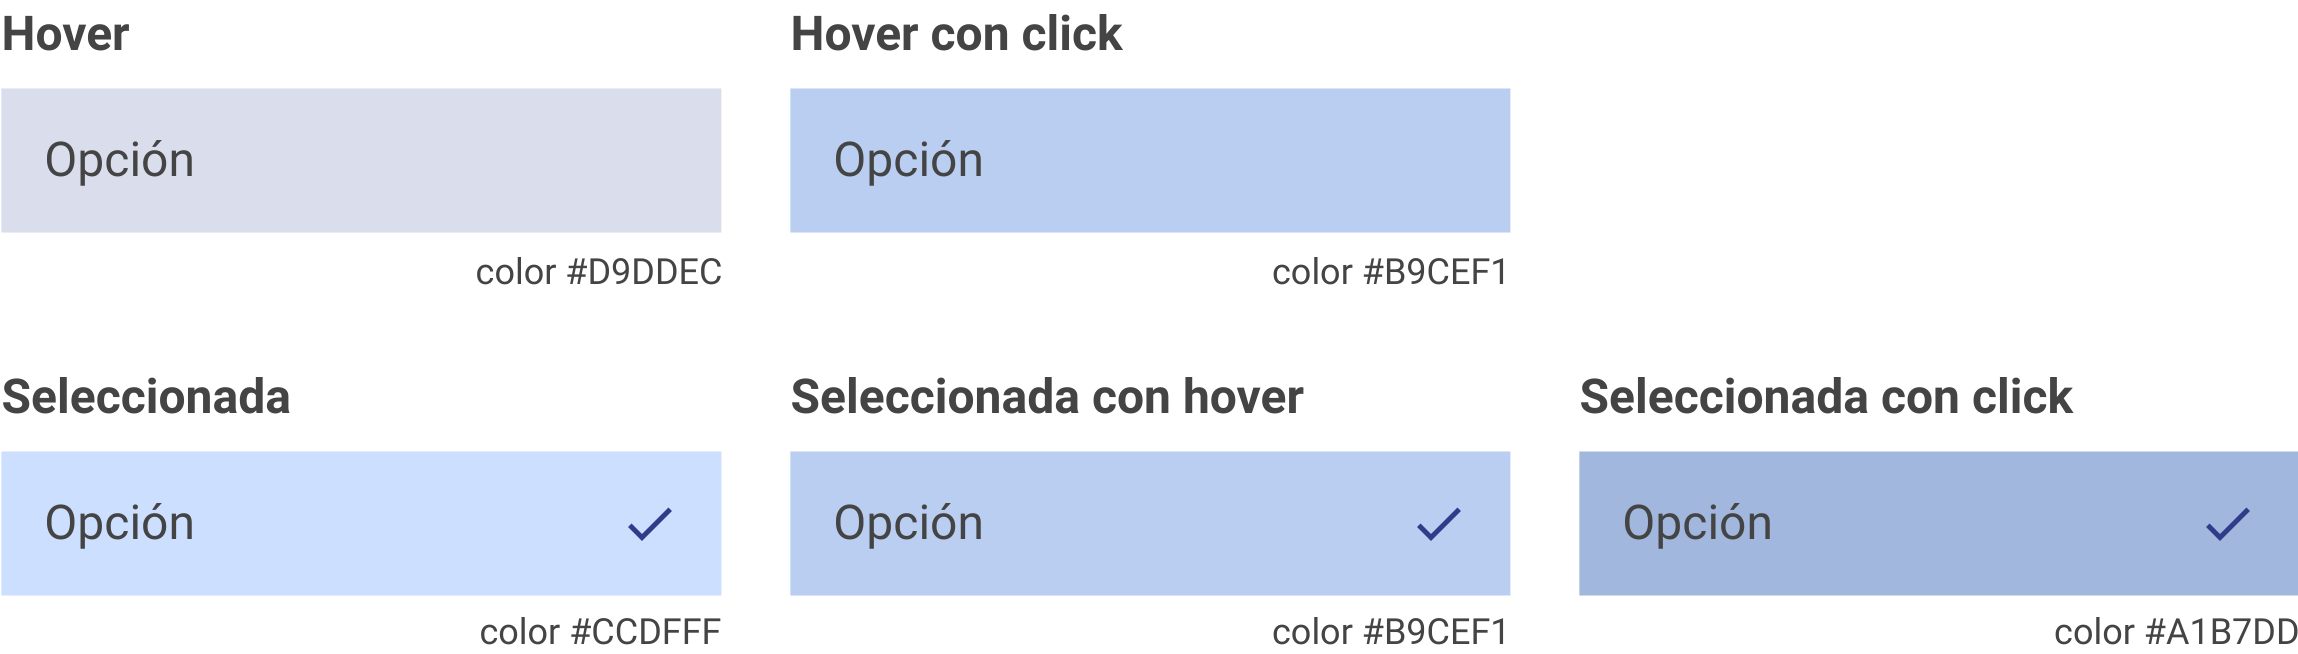 Hover
Hover con click
Opción
Opción
color #D9DDEC
color #B9CEF1
Seleccionada
Seleccionada con hover
Seleccionada con click
Opción
Opción
Opción
color #CCDFFF
color #B9CEF1
color #A1B7DD